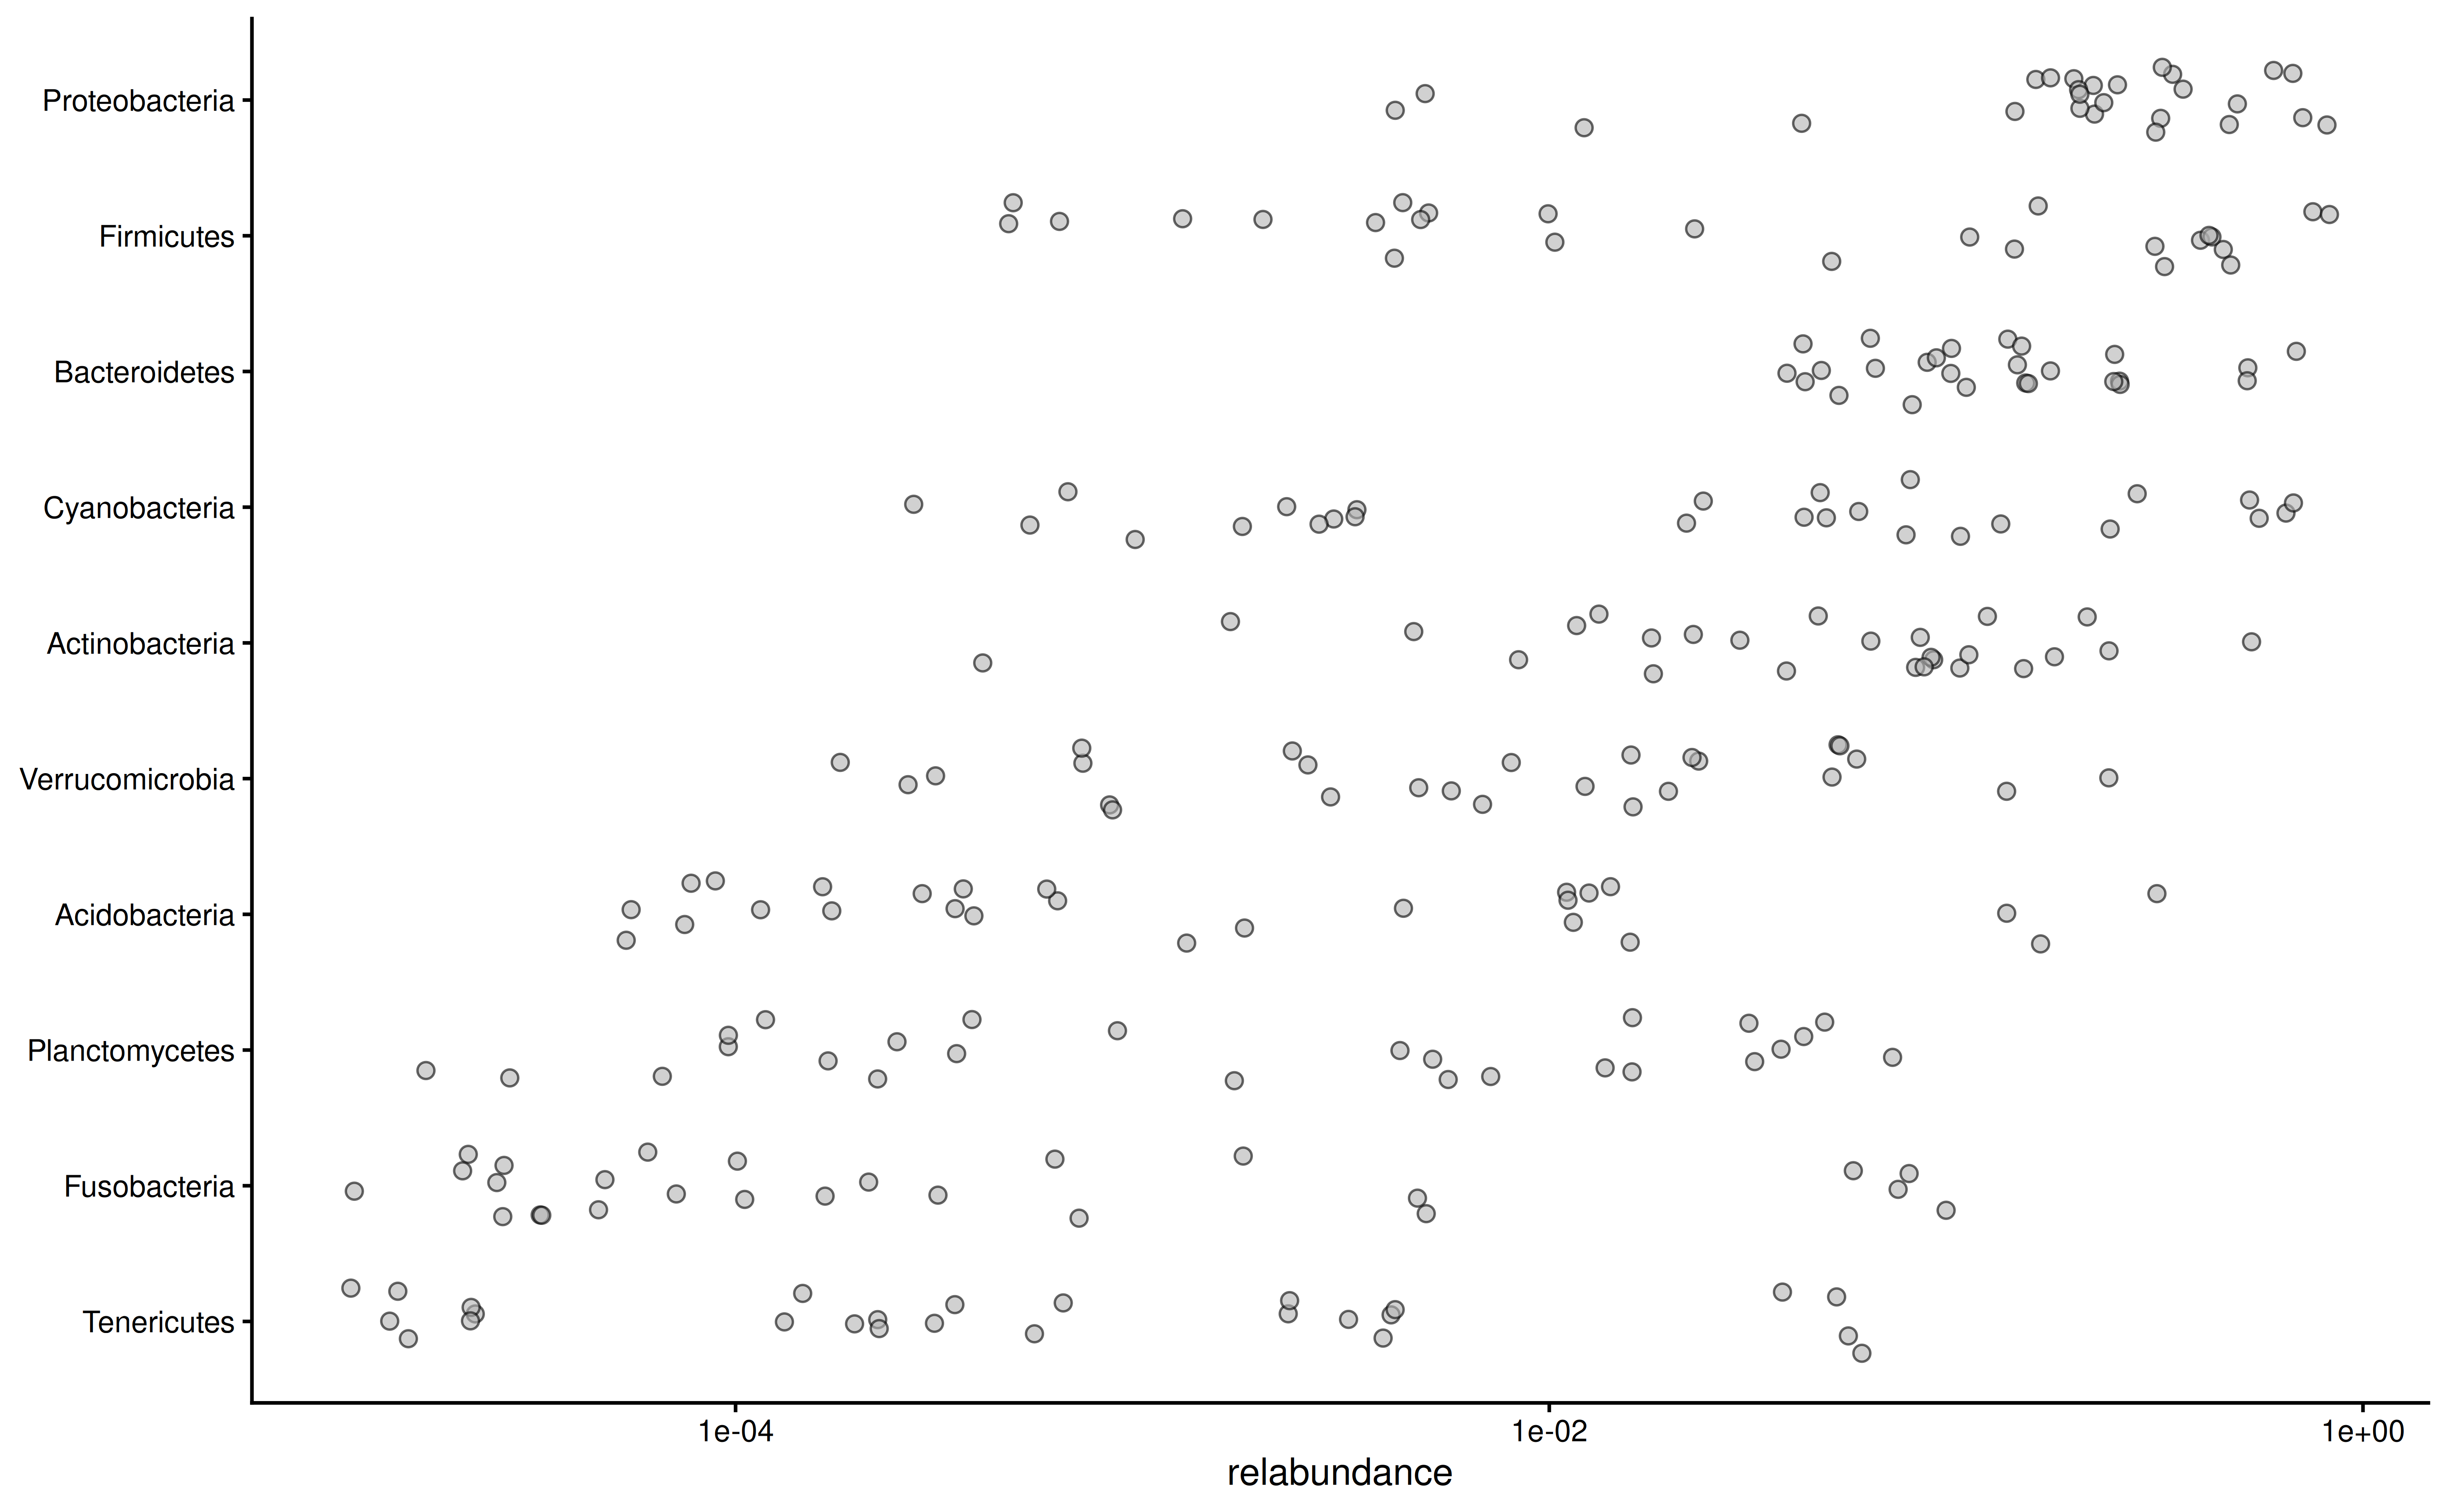 Proteobacteria
Firmicutes
Bacteroidetes
Cyanobacteria
Actinobacteria
Verrucomicrobia
Acidobacteria
Planctomycetes
Fusobacteria
Tenericutes
1e-04 1e-02 1e+00
relabundance